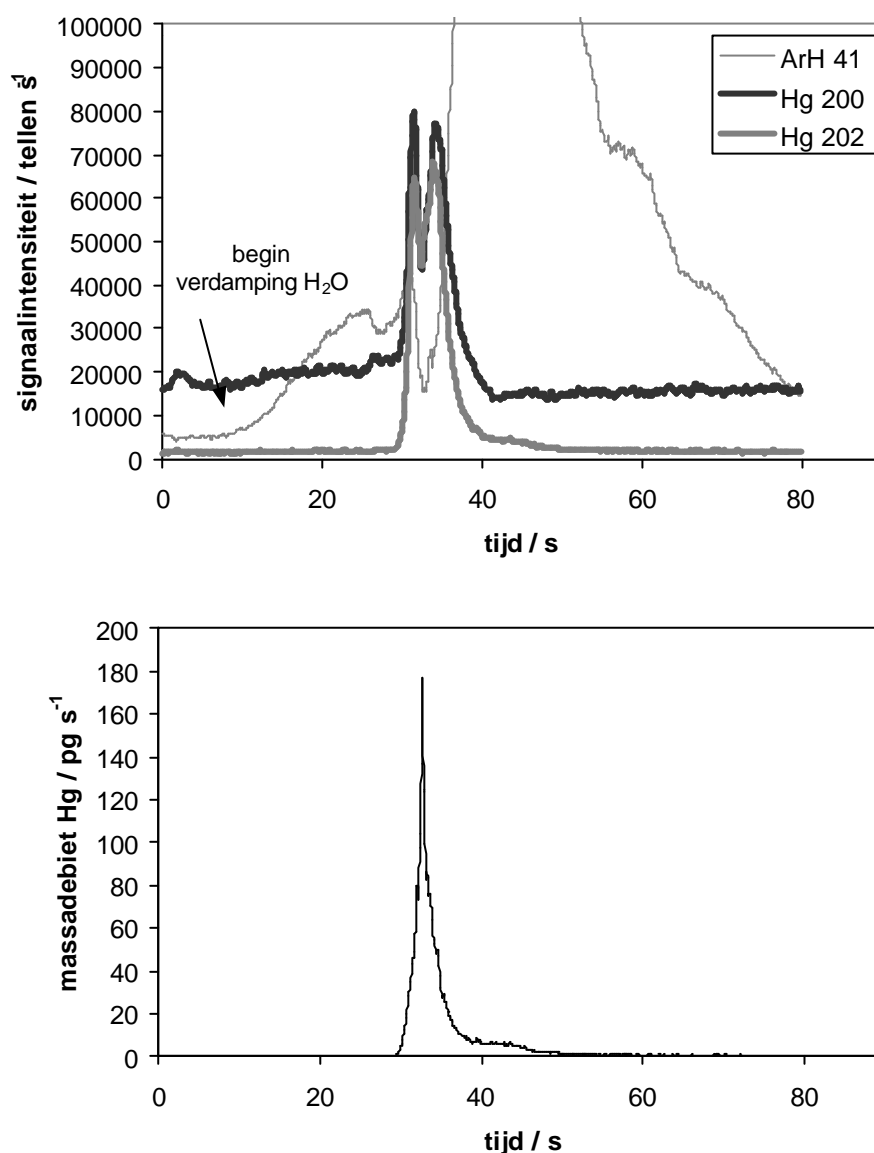 signaalintensiteit / tellen s-1
100000
90000
80000
70000
60000
50000
40000
30000
20000
10000
0
ArH 41
Hg 200
Hg 202
begin
verdamping H2O
0 20 40 60 80
tijd / s
massadebiet Hg / pg s-1
200
180
160
140
120
100
80
60
40
20
0
0 20 40 60 80
tijd / s